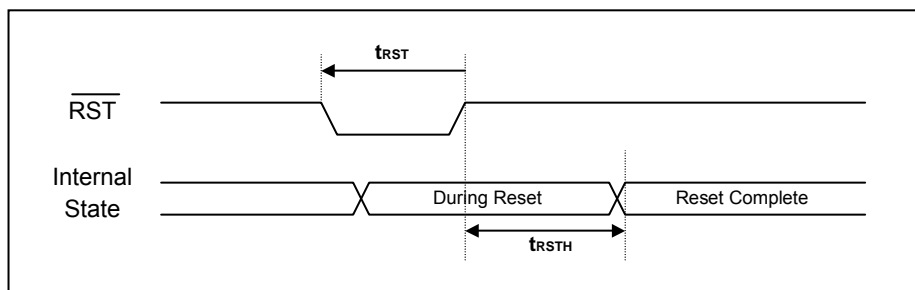 tRST
RST
Internal
State
During Reset
Reset Complete
tRSTH